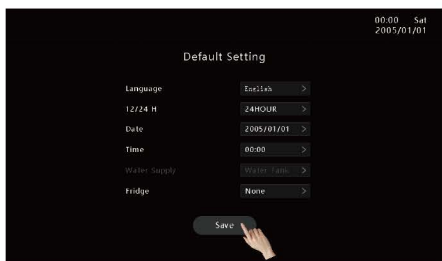 00:00 Sat
2005/01/01
Default Setting
Language English >
12/24 H 24HOUR >
Date 2005/01/01 >
Time 00:00 >
Water Supply Water Tank >
Fridge None >
Save